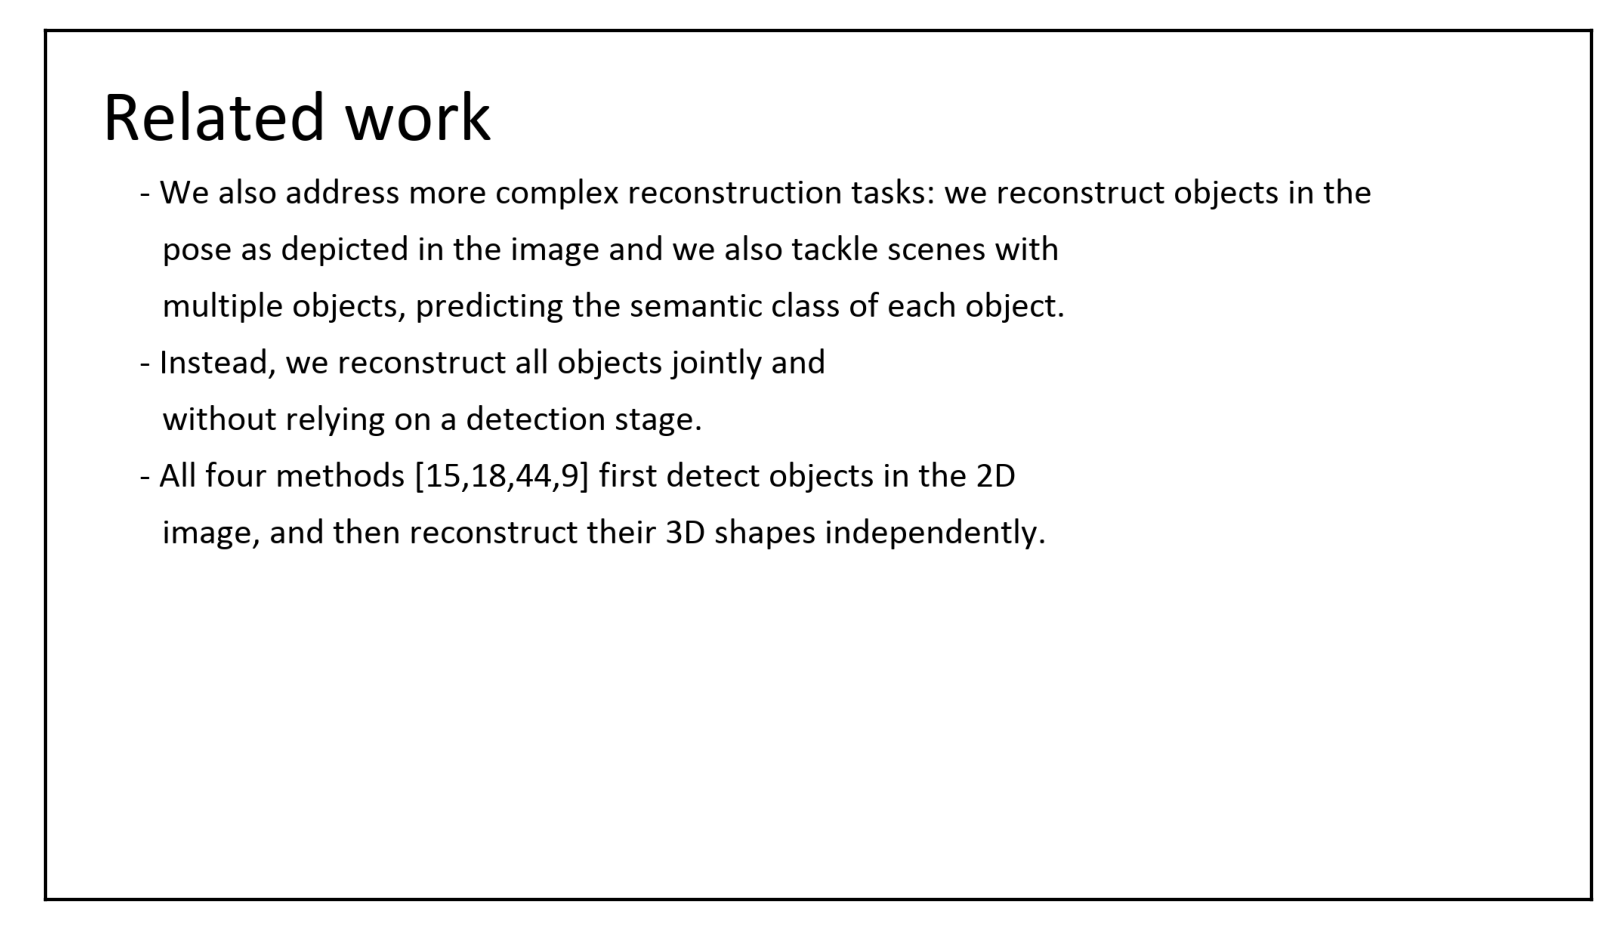 Related work
- We also address more complex reconstruction tasks: we reconstruct objects in the
pose as depicted in the image and we also tackle scenes with
multiple objects, predicting the semantic class of each object.
- Instead, we reconstruct all objects jointly and
without relying on a detection stage.
- All four methods [15,18,44,9] first detect objects in the 2D
image, and then reconstruct their 3D shapes independently.